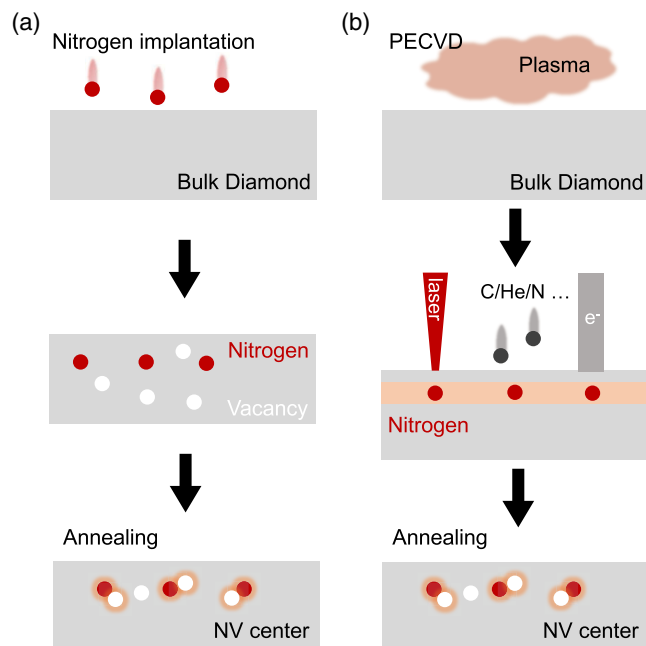 (a)
Nitrogen implantation
Bulk Diamond
Nitrogen
Vacancy
Annealing
NV center
(b)
PECVD
Plasma
Bulk Diamond
laser
C/He/N ...
e-
Nitrogen
Annealing
NV center